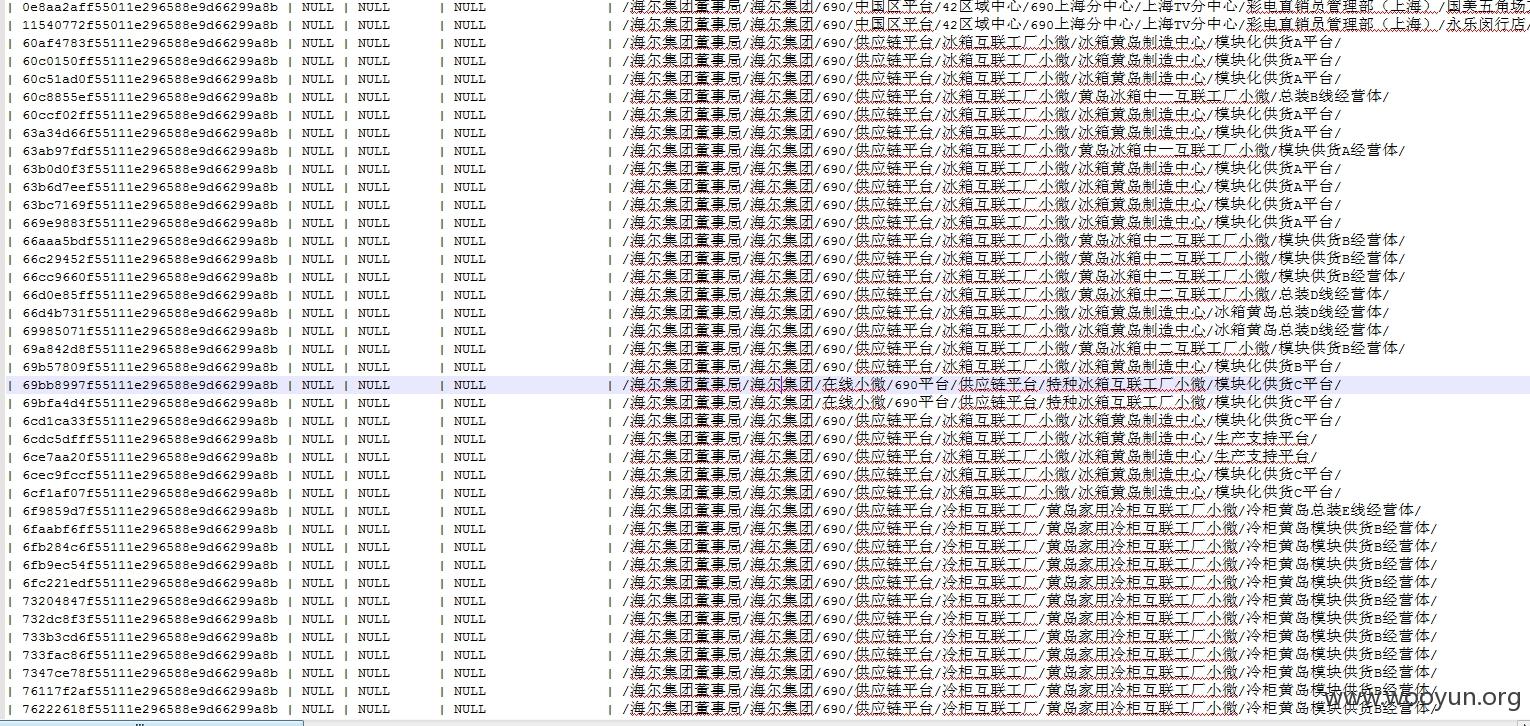 | 0e8aa2aff55011e296588e9d66299a8b | NULL | NULL | NULL | /海尔集团董事局/海尔集团/690/中国区平台/42区域中心/690上海分中心/上海TV分中心/彩电直销员管理部（上海）/国美五角场
| 11540772f55011e296588e9d66299a8b | NULL | NULL | NULL | /海尔集团董事局/海尔集团/690/中国区平台/42区域中心/690上海分中心/上海TV分中心/彩电直销员管理部（上海）/永乐闵行店/
| 60af4783f55111e296588e9d66299a8b | NULL | NULL | NULL | /海尔集团董事局/海尔集团/690/供应链平台/冰箱互联工厂小微/冰箱黄岛制造中心/模块化供货A平台/
| 60c0150ff55111e296588e9d66299a8b | NULL | NULL | NULL | /海尔集团董事局/海尔集团/690/供应链平台/冰箱互联工厂小微/冰箱黄岛制造中心/模块化供货A平台/
| 60c51ad0f55111e296588e9d66299a8b | NULL | NULL | NULL | /海尔集团董事局/海尔集团/690/供应链平台/冰箱互联工厂小微/冰箱黄岛制造中心/模块化供货A平台/
| 60c8855ef55111e296588e9d66299a8b | NULL | NULL | NULL | /海尔集团董事局/海尔集团/690/供应链平台/冰箱互联工厂小微/黄岛冰箱中一互联工厂小微/总装B线经营体/
| 60ccf02ff55111e296588e9d66299a8b | NULL | NULL | NULL | /海尔集团董事局/海尔集团/690/供应链平台/冰箱互联工厂小微/冰箱黄岛制造中心/模块化供货A平台/
| 63a34d66f55111e296588e9d66299a8b | NULL | NULL | NULL | /海尔集团董事局/海尔集团/690/供应链平台/冰箱互联工厂小微/冰箱黄岛制造中心/模块化供货A平台/
| 63ab97fdf55111e296588e9d66299a8b | NULL | NULL | NULL | /海尔集团董事局/海尔集团/690/供应链平台/冰箱互联工厂小微/黄岛冰箱中一互联工厂小微/模块供货A经营体/
| 63b0d0f3f55111e296588e9d66299a8b | NULL | NULL | NULL | /海尔集团董事局/海尔集团/690/供应链平台/冰箱互联工厂小微/冰箱黄岛制造中心/模块化供货A平台/
| 63b6d7eef55111e296588e9d66299a8b | NULL | NULL | NULL | /海尔集团董事局/海尔集团/690/供应链平台/冰箱互联工厂小微/冰箱黄岛制造中心/模块化供货A平台/
| 63bc7169f55111e296588e9d66299a8b | NULL | NULL | NULL | /海尔集团董事局/海尔集团/690/供应链平台/冰箱互联工厂小微/冰箱黄岛制造中心/模块化供货A平台/
| 669e9883f55111e296588e9d66299a8b | NULL | NULL | NULL | /海尔集团董事局/海尔集团/690/供应链平台/冰箱互联工厂小微/冰箱黄岛制造中心/模块化供货A平台/
| 66aaa5bdf55111e296588e9d66299a8b | NULL | NULL | NULL | /海尔集团董事局/海尔集团/690/供应链平台/冰箱互联工厂小微/黄岛冰箱中二互联工厂小微/模块供货B经营体/
| 66c29452f55111e296588e9d66299a8b | NULL | NULL | NULL | /海尔集团董事局/海尔集团/690/供应链平台/冰箱互联工厂小微/黄岛冰箱中二互联工厂小微/模块供货B经营体/
| 66cc9660f55111e296588e9d66299a8b | NULL | NULL | NULL | /海尔集团董事局/海尔集团/690/供应链平台/冰箱互联工厂小微/黄岛冰箱中二互联工厂小微/模块供货B经营体/
| 66d0e85ff55111e296588e9d66299a8b | NULL | NULL | NULL | /海尔集团董事局/海尔集团/690/供应链平台/冰箱互联工厂小微/黄岛冰箱中二互联工厂小微/总装D线经营体/
| 66d4b731f55111e296588e9d66299a8b | NULL | NULL | NULL | /海尔集团董事局/海尔集团/690/供应链平台/冰箱互联工厂小微/冰箱黄岛制造中心/冰箱黄岛总装D线经营体/
| 69985071f55111e296588e9d66299a8b | NULL | NULL | NULL | /海尔集团董事局/海尔集团/690/供应链平台/冰箱互联工厂小微/冰箱黄岛制造中心/冰箱黄岛总装D线经营体/
| 69a842d8f55111e296588e9d66299a8b | NULL | NULL | NULL | /海尔集团董事局/海尔集团/690/供应链平台/冰箱互联工厂小微/黄岛冰箱中二互联工厂小微/模块供货B经营体/
| 69b57809f55111e296588e9d66299a8b | NULL | NULL | NULL | /海尔集团董事局/海尔集团/690/供应链平台/冰箱互联工厂小微/冰箱黄岛制造中心/模块化供货B平台/
| 69bb8997f55111e296588e9d66299a8b | NULL | NULL | NULL | /海尔集团董事局/海尔集团/在线小微/690平台/供应链平台/特种冰箱互联工厂小微/模块化供货C平台/
| 69bfa4d4f55111e296588e9d66299a8b | NULL | NULL | NULL | /海尔集团董事局/海尔集团/在线小微/690平台/供应链平台/特种冰箱互联工厂小微/模块化供货C平台/
| 6cd1ca33f55111e296588e9d66299a8b | NULL | NULL | NULL | /海尔集团董事局/海尔集团/690/供应链平台/冰箱互联工厂小微/冰箱黄岛制造中心/模块化供货C平台/
| 6cdc5dfff55111e296588e9d66299a8b | NULL | NULL | NULL | /海尔集团董事局/海尔集团/690/供应链平台/冰箱互联工厂小微/冰箱黄岛制造中心/生产支持平台/
| 6ce7aa20f55111e296588e9d66299a8b | NULL | NULL | NULL | /海尔集团董事局/海尔集团/690/供应链平台/冰箱互联工厂小微/冰箱黄岛制造中心/生产支持平台/
| 6cec9fccf55111e296588e9d66299a8b | NULL | NULL | NULL | /海尔集团董事局/海尔集团/690/供应链平台/冰箱互联工厂小微/冰箱黄岛制造中心/模块化供货C平台/
| 6cf1af07f55111e296588e9d66299a8b | NULL | NULL | NULL | /海尔集团董事局/海尔集团/690/供应链平台/冰箱互联工厂小微/冰箱黄岛制造中心/模块化供货C平台/
| 6f9859d7f55111e296588e9d66299a8b | NULL | NULL | NULL | /海尔集团董事局/海尔集团/690/供应链平台/冷柜互联工厂/黄岛家用冷柜互联工厂小微/冷柜黄岛总装E线经营体/
| 6faabf6ff55111e296588e9d66299a8b | NULL | NULL | NULL | /海尔集团董事局/海尔集团/690/供应链平台/冷柜互联工厂/黄岛家用冷柜互联工厂小微/冷柜黄岛模块供货B经营体/
| 6fb284c6f55111e296588e9d66299a8b | NULL | NULL | NULL | /海尔集团董事局/海尔集团/690/供应链平台/冷柜互联工厂/黄岛家用冷柜互联工厂小微/冷柜黄岛模块供货B经营体/
| 6fb9ec54f55111e296588e9d66299a8b | NULL | NULL | NULL | /海尔集团董事局/海尔集团/690/供应链平台/冷柜互联工厂/黄岛家用冷柜互联工厂小微/冷柜黄岛模块供货B经营体/
| 6fc221edf55111e296588e9d66299a8b | NULL | NULL | NULL | /海尔集团董事局/海尔集团/690/供应链平台/冷柜互联工厂/黄岛家用冷柜互联工厂小微/冷柜黄岛模块供货B经营体/
| 73204847f55111e296588e9d66299a8b | NULL | NULL | NULL | /海尔集团董事局/海尔集团/690/供应链平台/冷柜互联工厂/黄岛家用冷柜互联工厂小微/冷柜黄岛模块供货B经营体/
| 732dc8f3f55111e296588e9d66299a8b | NULL | NULL | NULL | /海尔集团董事局/海尔集团/690/供应链平台/冷柜互联工厂/黄岛家用冷柜互联工厂小微/冷柜黄岛模块供货B经营体/
| 733b3cd6f55111e296588e9d66299a8b | NULL | NULL | NULL | /海尔集团董事局/海尔集团/690/供应链平台/冷柜互联工厂/黄岛家用冷柜互联工厂小微/冷柜黄岛模块供货B经营体/
| 733fac86f55111e296588e9d66299a8b | NULL | NULL | NULL | /海尔集团董事局/海尔集团/690/供应链平台/冷柜互联工厂/黄岛家用冷柜互联工厂小微/冷柜黄岛模块供货B经营体/
| 7347ce78f55111e296588e9d66299a8b | NULL | NULL | NULL | /海尔集团董事局/海尔集团/690/供应链平台/冷柜互联工厂/黄岛家用冷柜互联工厂小微/冷柜黄岛模块供货B经营体/
| 76117f2af55111e296588e9d66299a8b | NULL | NULL | NULL | /海尔集团董事局/海尔集团/690/供应链平台/冷柜互联工厂/黄岛家用冷柜互联工厂小微/冷柜黄岛模块供货B经营体/
| 76222618f55111e296588e9d66299a8b | NULL | NULL | NULL | /海尔集团董事局/海尔集团/690/供应链平台/冷柜互联工厂/黄岛家用冷柜互联工厂小微/冷柜黄岛模块供货B经营体/
www.wooyun.org